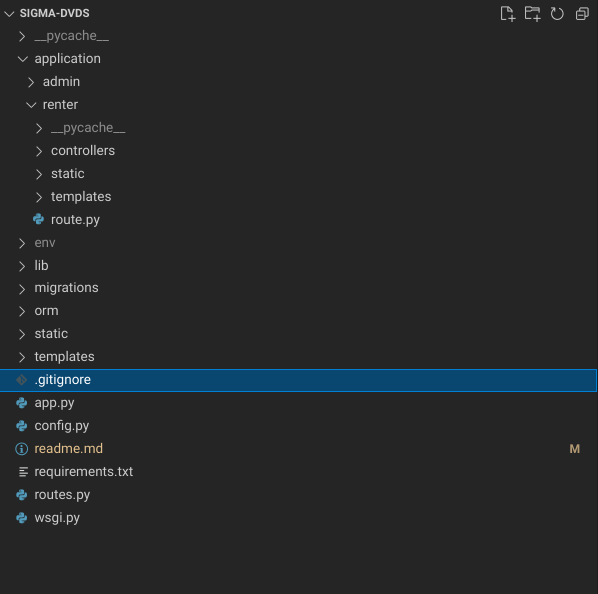 SIGMA-DVDS
__pycache__
application
admin
renter
__pycache__
controllers
static
templates
route.py
env
lib
migrations
orm
static
templates
.gitignore
app.py
config.py
readme.md M
requirements.txt
routes.py
wsgi.py